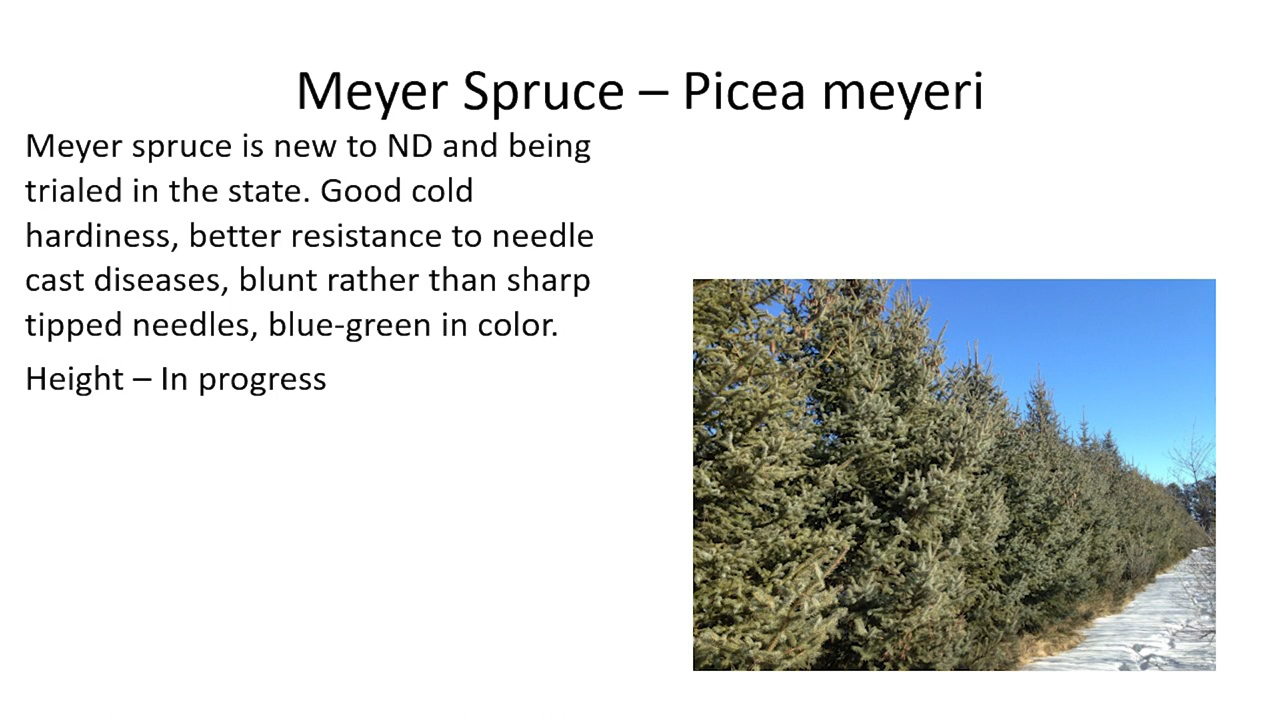 Meyer Spruce – Picea meyeri
Meyer spruce is new to ND and being
trialed in the state. Good cold
hardiness, better resistance to needle
cast diseases, blunt rather than sharp
tipped needles, blue-green in color.
Height – In progress